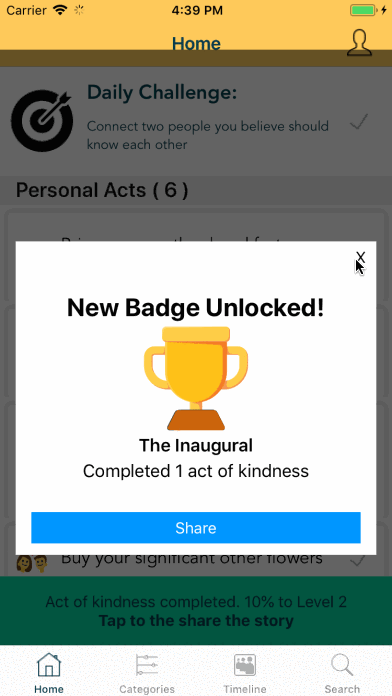 Carrier 4:39 PM
Home
Daily Challenge:
Connect two people you believe should
know each other
Personal Acts ( 6 )
X
New Badge Unlocked!
The Inaugural
Completed 1 act of kindness
Share
Buy your significant other flowers
Act of kindness completed. 10% to Level 2
Tap to the share the story
Home Categories Timeline Search